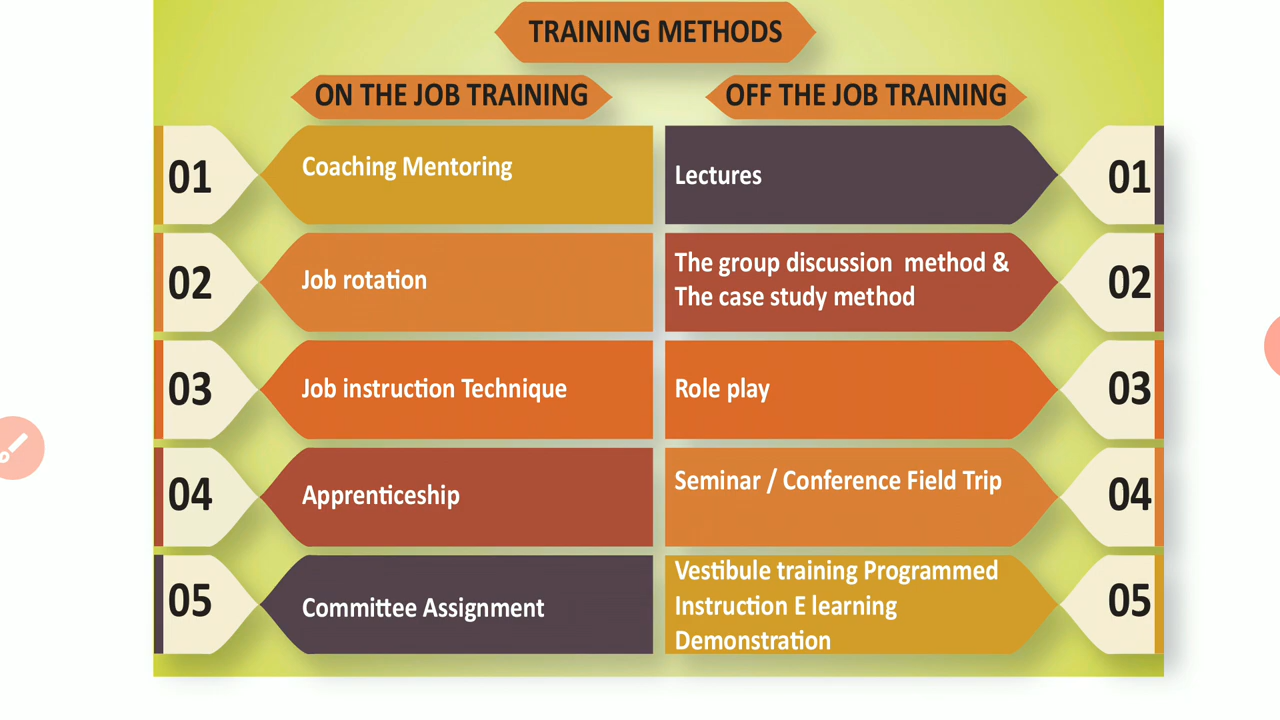 TRAINING METHODS
ON THE JOB TRAINING
OFF THE JOB TRAINING
01
Coaching Mentoring
02
Job rotation
03
Job instruction Technique
04
Apprenticeship
05
Committee Assignment
Lectures
01
The group discussion method &
The case study method
02
Role play
03
Seminar / Conference Field Trip
04
Vestibule training Programmed
Instruction E learning
Demonstration
05